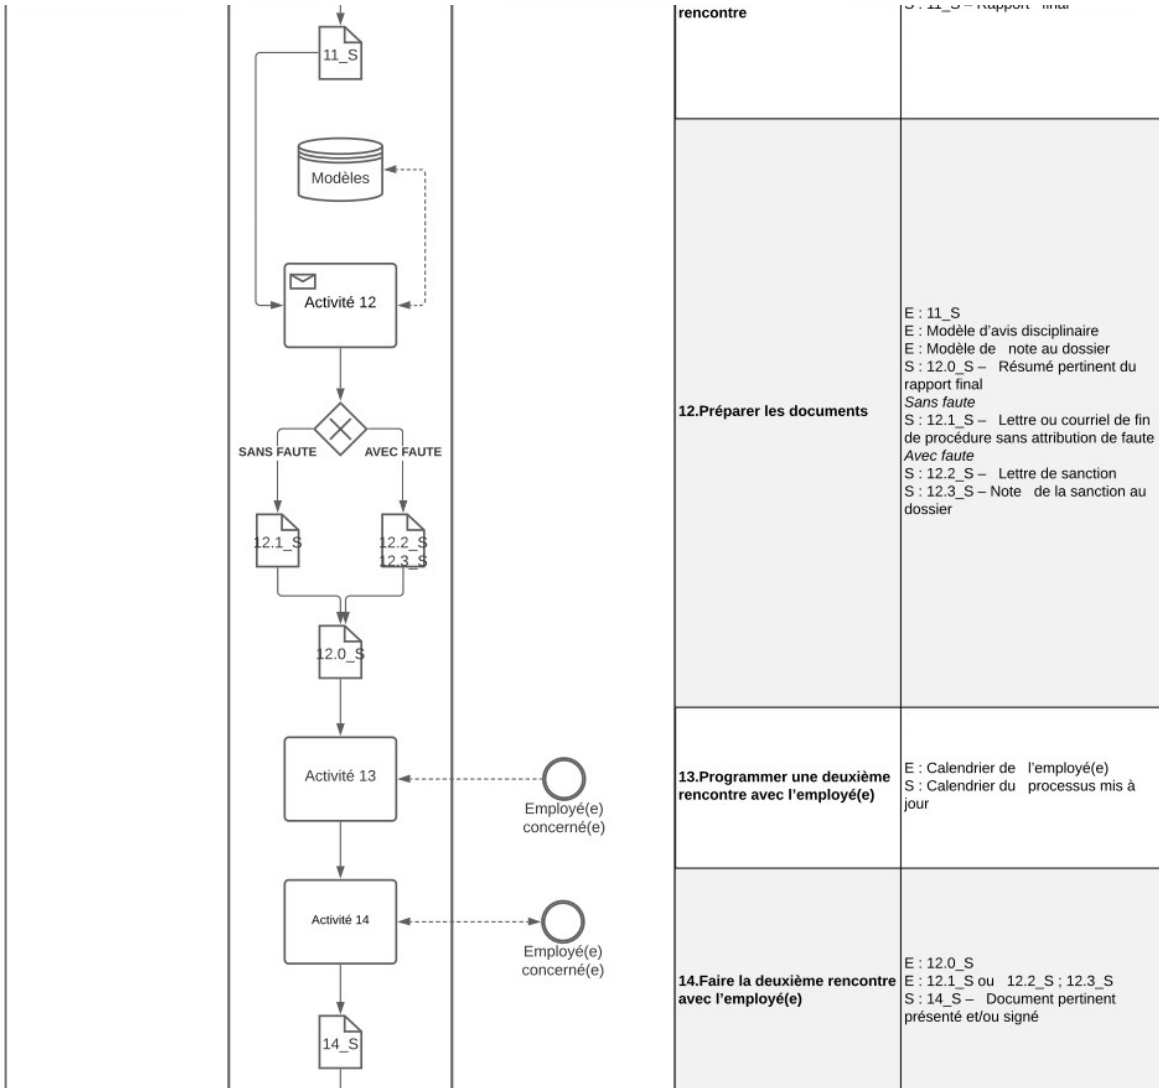 11_S
Modèles
Activité 12
SANS FAUTE
AVEC FAUTE
12.1_S
12.2_S
12.3_S
12.0_S
Activité 13
Employé(e)
concerné(e)
Activité 14
Employé(e)
concerné(e)
14_S
rencontre
S : 11_S – Rapport final
12.Préparer les documents
E : 11_S
E : Modèle d'avis disciplinaire
E : Modèle de note au dossier
S : 12.0_S – Résumé pertinent du
rapport final
Sans faute
S : 12.1_S – Lettre ou courriel de fin
de procédure sans attribution de faute
Avec faute
S : 12.2_S – Lettre de sanction
S : 12.3_S – Note de la sanction au
dossier
13.Programmer une deuxième
rencontre avec l'employé(e)
E : Calendrier de l'employé(e)
S : Calendrier du processus mis à
jour
14.Faire la deuxième rencontre
avec l'employé(e)
E : 12.0_S
E : 12.1_S ou 12.2_S ; 12.3_S
S : 14_S – Document pertinent
présenté et/ou signé